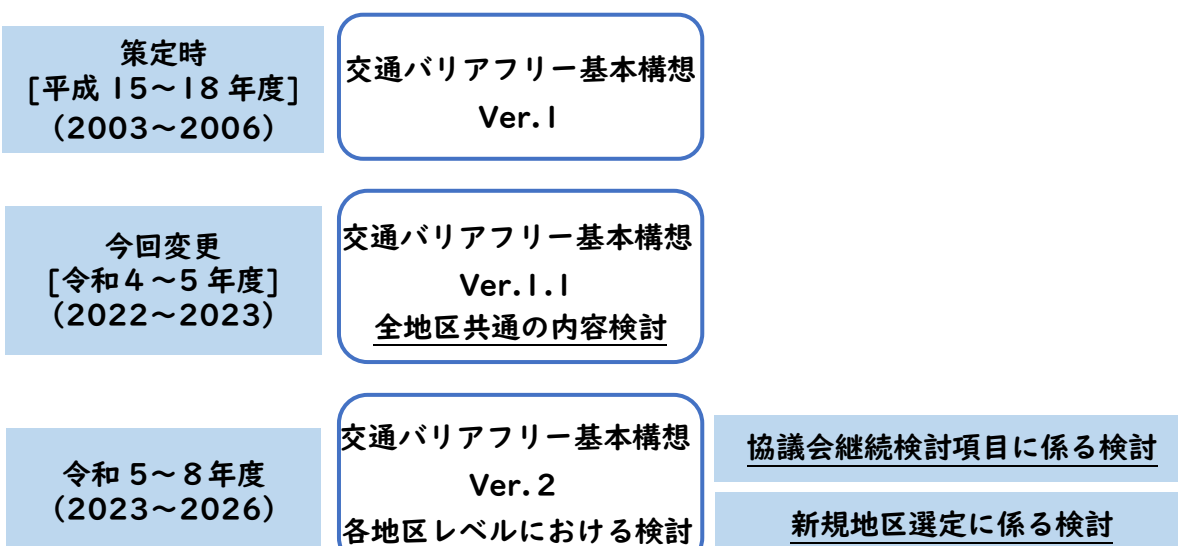 策定時
[平成15～18年度]
(2003～2006)
交通バリアフリー基本構想
Ver.1
今回変更
[令和4～5年度]
(2022～2023)
交通バリアフリー基本構想
Ver.1.1
全地区共通の内容検討
令和5～8年度
(2023～2026)
交通バリアフリー基本構想
Ver.2
各地区レベルにおける検討
協議会継続検討項目に係る検討
新規地区選定に係る検討